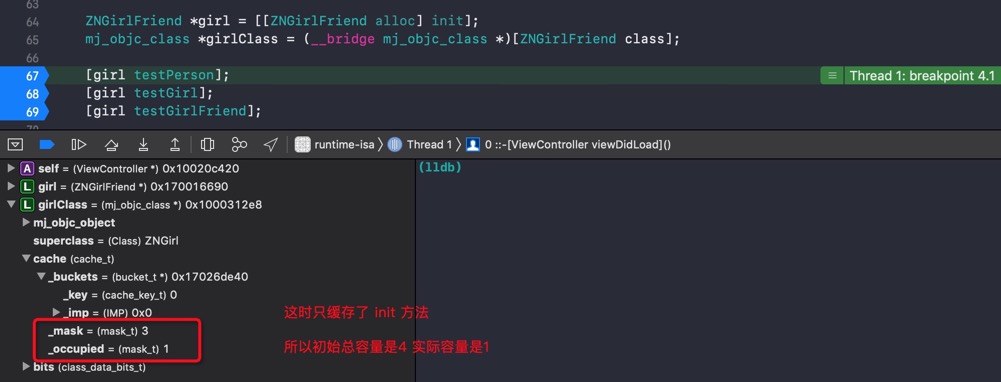 63
64 ZNGirlFriend *girl = [[ZNGirlFriend alloc] init];
65 mj_objc_class *girlClass = (__bridge mj_objc_class *)[ZNGirlFriend class];
66
67 [girl testPerson]; Thread 1: breakpoint 4.1
68 [girl testGirl];
69 [girl testGirlFriend];
runtime-isa Thread 1 0 ::-[ViewController viewDidLoad]()
A self = (ViewController *) 0x10020c420
(lldb)
L girl = (ZNGirlFriend *) 0x170016690
L girlClass = (mj_objc_class *) 0x1000312e8
mj_objc_object
superclass = (Class) ZNGirl
cache (cache_t)
_buckets = (bucket_t *) 0x17026de40
_key = (cache_key_t) 0
_imp = (IMP) 0x0
这时只缓存了 init 方法
_mask = (mask_t) 3
_occupied = (mask_t) 1
所以初始总容量是4 实际容量是1
bits (class_data_bits_t)